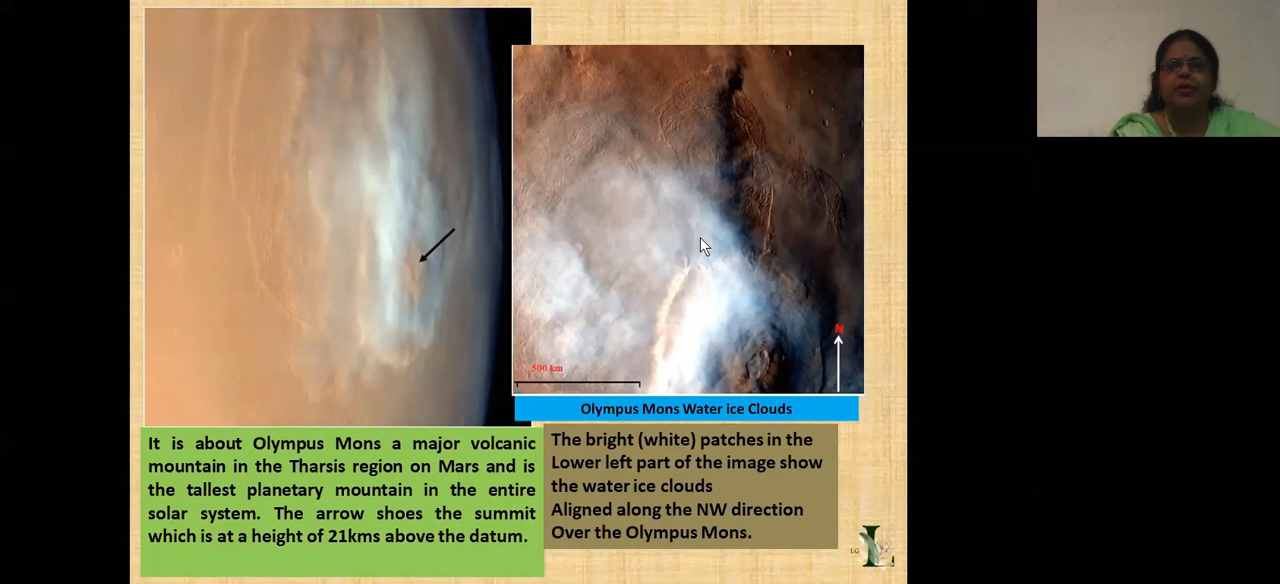 500 km
N
Olympus Mons Water ice Clouds
It is about Olympus Mons a major volcanic
mountain in the Tharsis region on Mars and is
the tallest planetary mountain in the entire
solar system. The arrow shoes the summit
which is at a height of 21kms above the datum.
The bright (white) patches in the
Lower left part of the image show
the water ice clouds
Aligned along the NW direction
Over the Olympus Mons.
LG